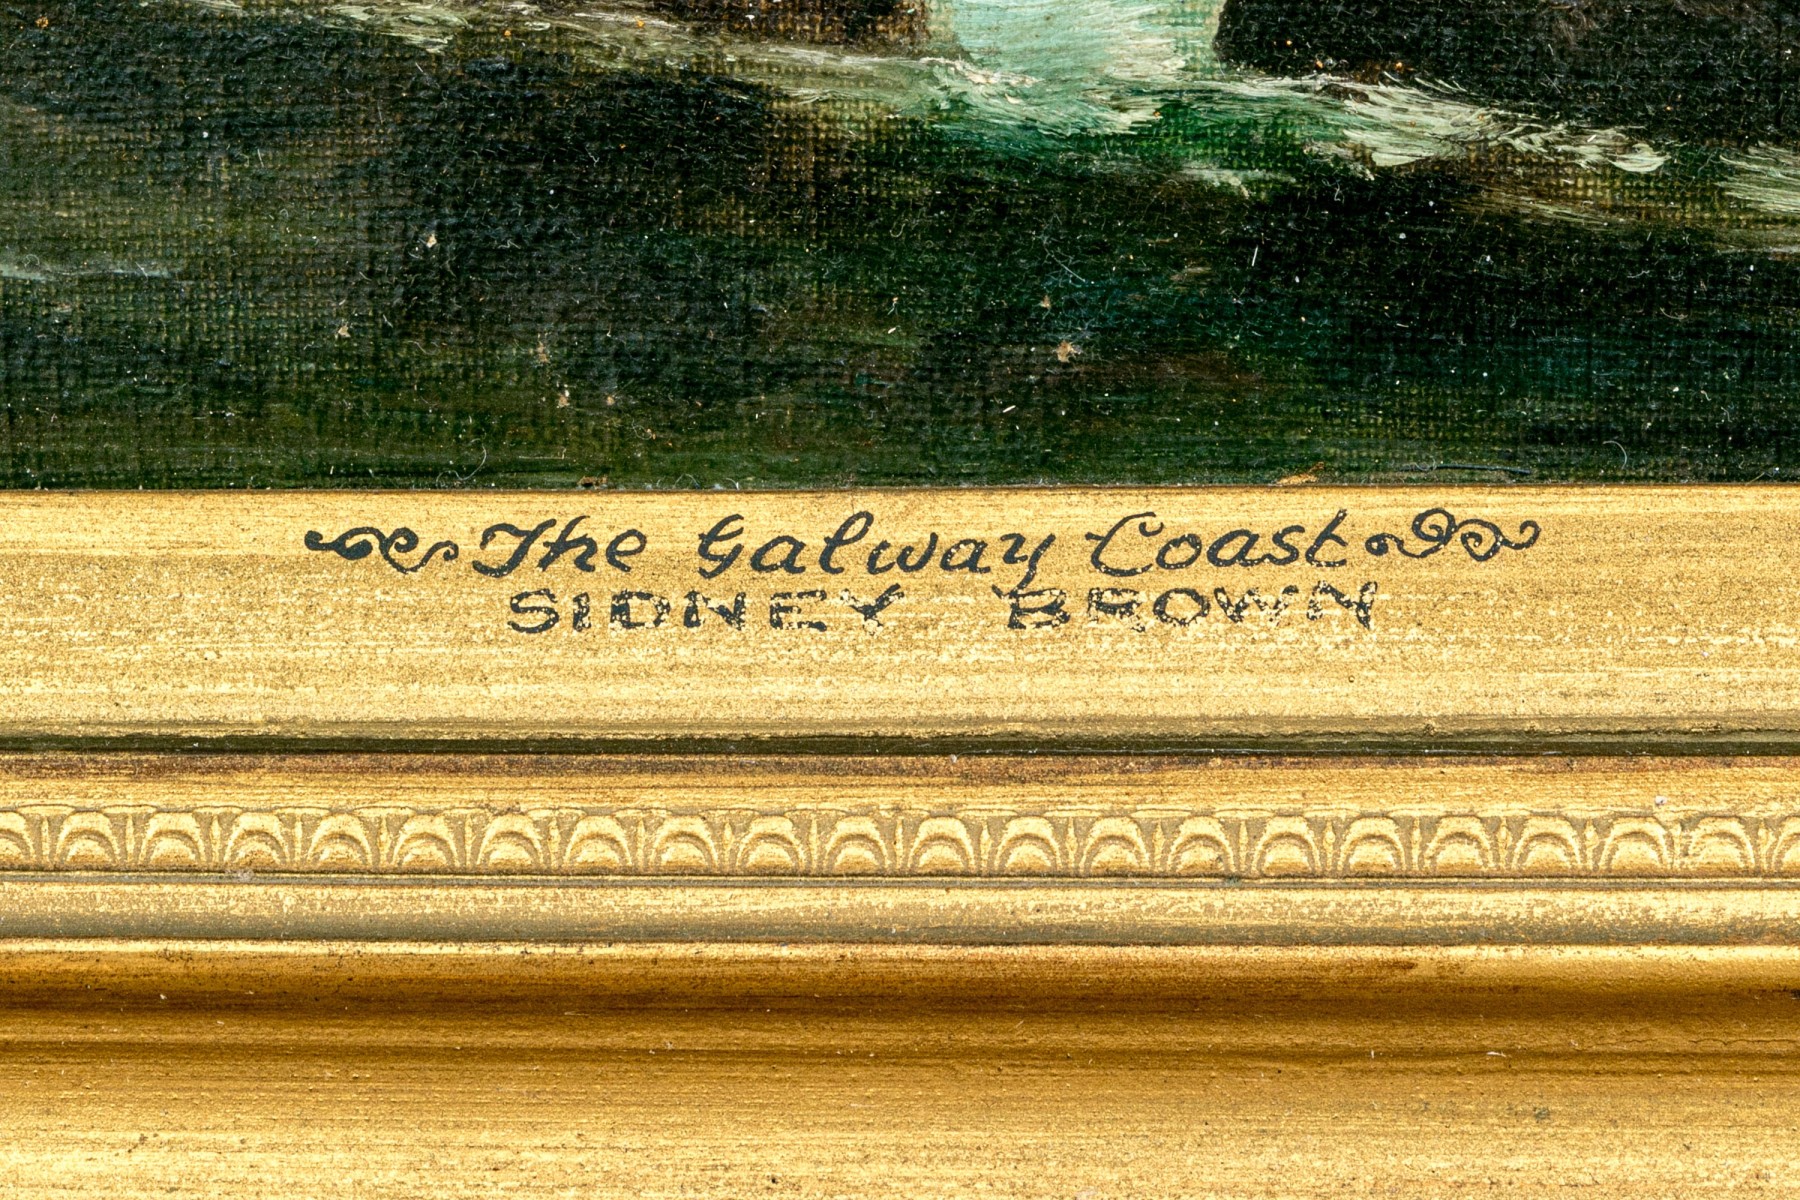 The Galway Coast
SIDNEY BROWN